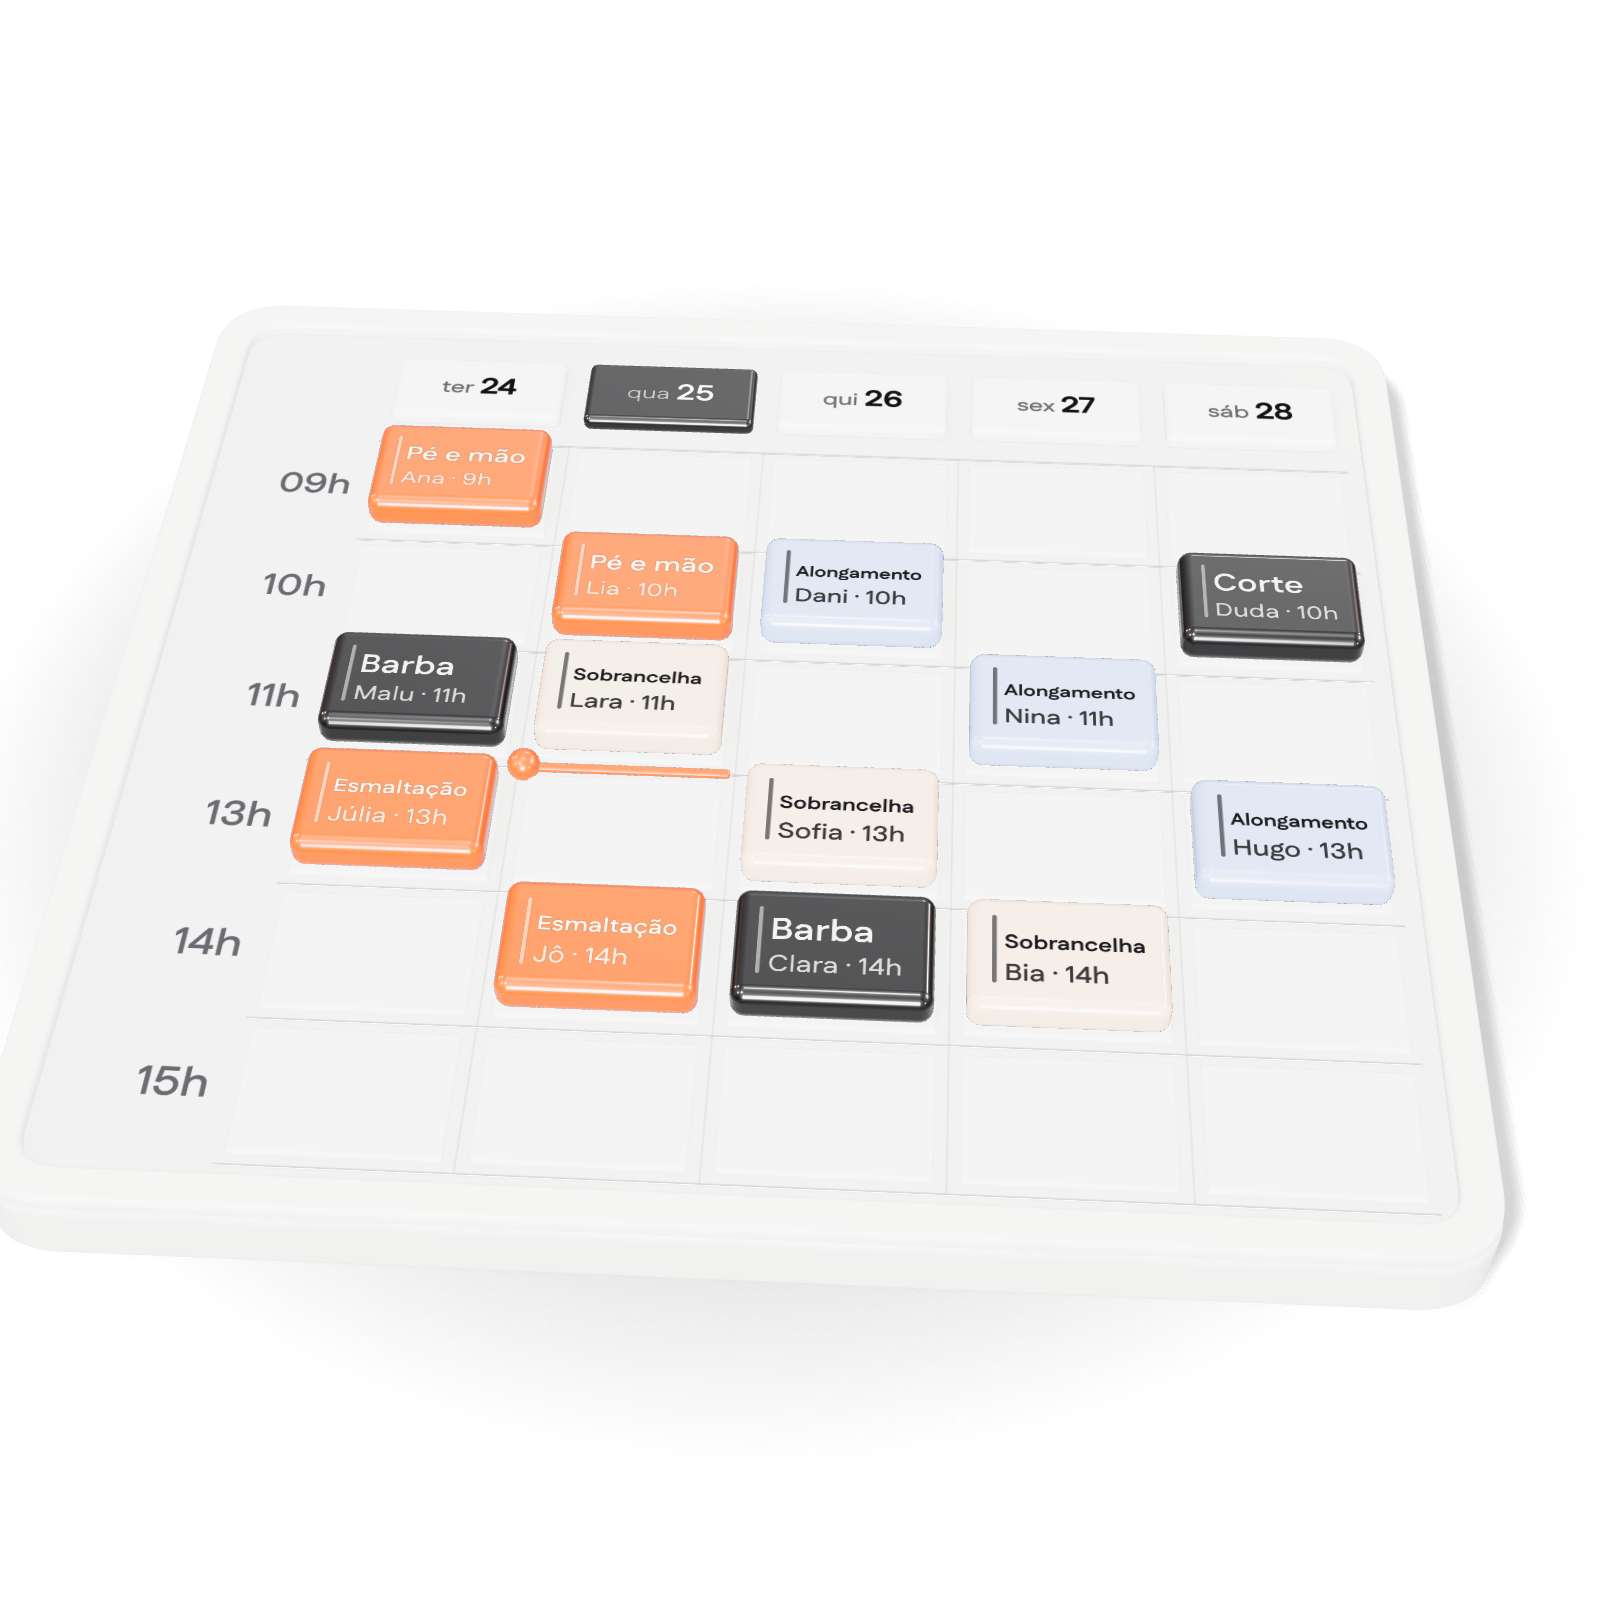 ter 24
qua 25
qui 26
sex 27
sáb 28
09h
Pé e mão
Ana · 9h
10h
Pé e mão
Lia · 10h
Alongamento
Dani · 10h
Corte
Duda · 10h
11h
Barba
Malu · 11h
Sobrancelha
Lara · 11h
Alongamento
Nina · 11h
13h
Esmaltação
Júlia · 13h
Sobrancelha
Sofia · 13h
Alongamento
Hugo · 13h
14h
Esmaltação
Jô · 14h
Barba
Clara · 14h
Sobrancelha
Bia · 14h
15h